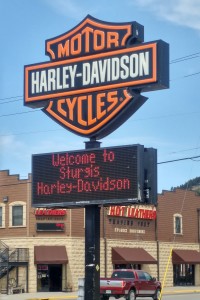 MOTOR
HARLEY-DAVIDSON
CYCLES
Welcome to
Sturgis
Harley-Davidson
HOT LEATHERS